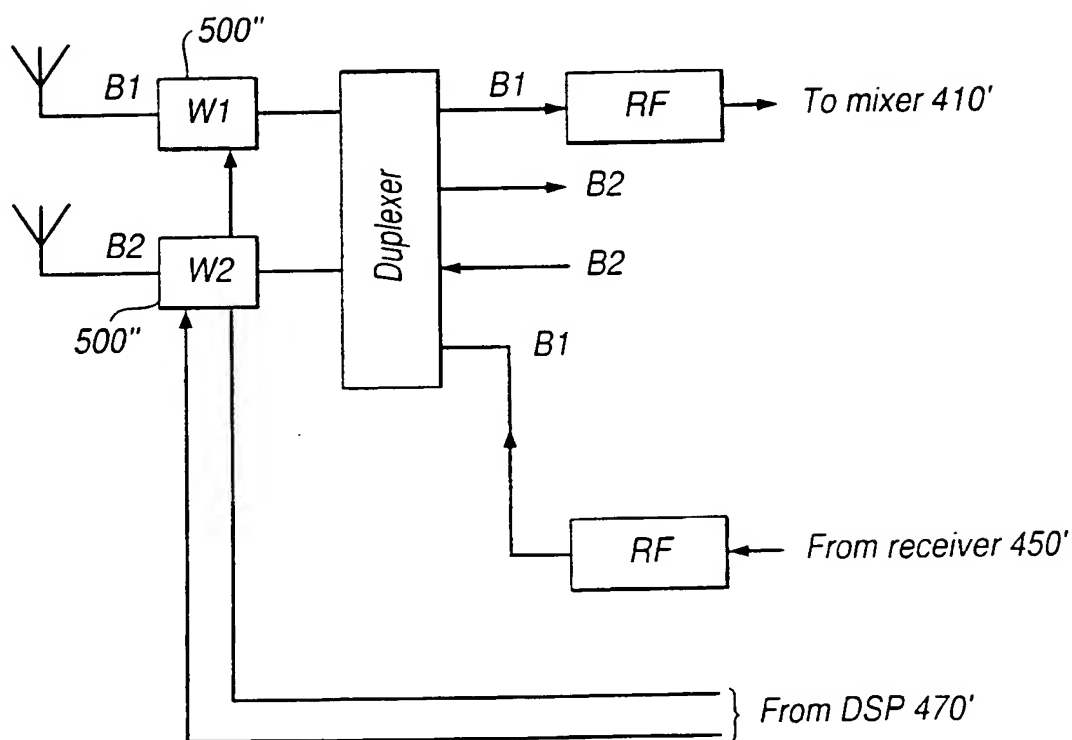 500"
B1
W1
B1
RF
To mixer 410'
Duplexer
B2
B2
W2
B2
500"
B1
RF
From receiver 450'
From DSP 470'